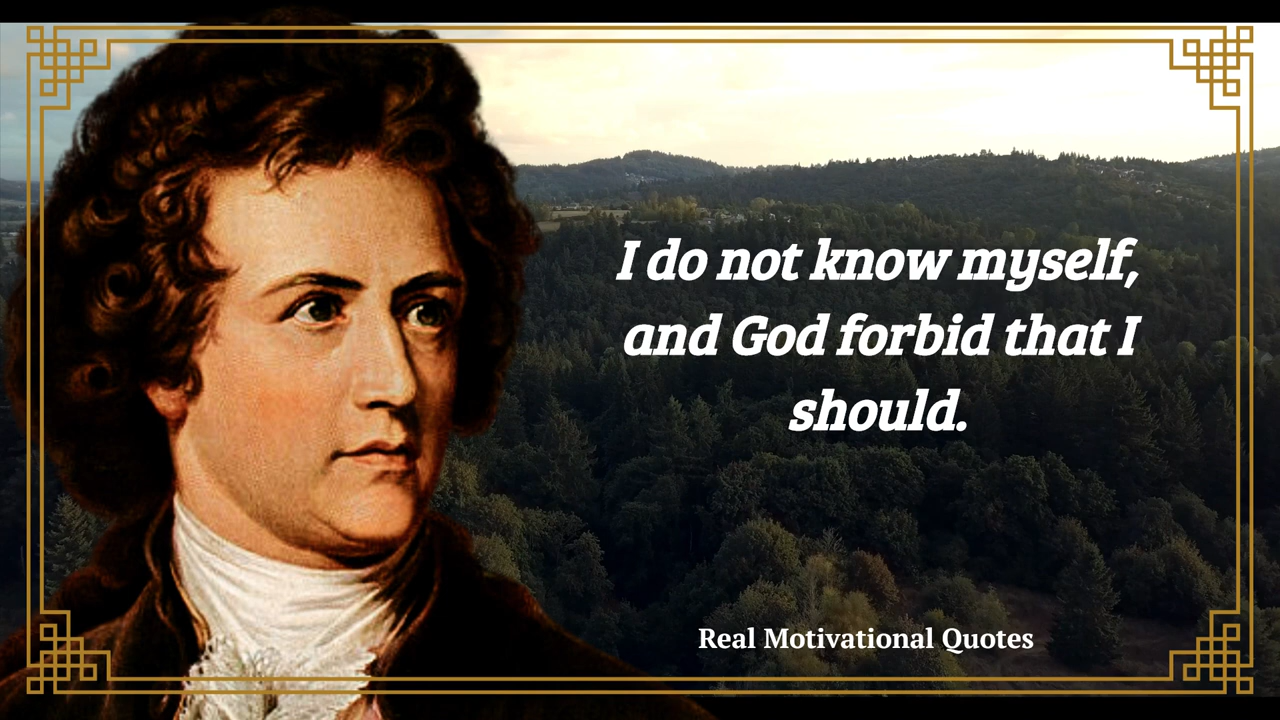 I do not know myself,
and God forbid that I
should.
Real Motivational Quotes